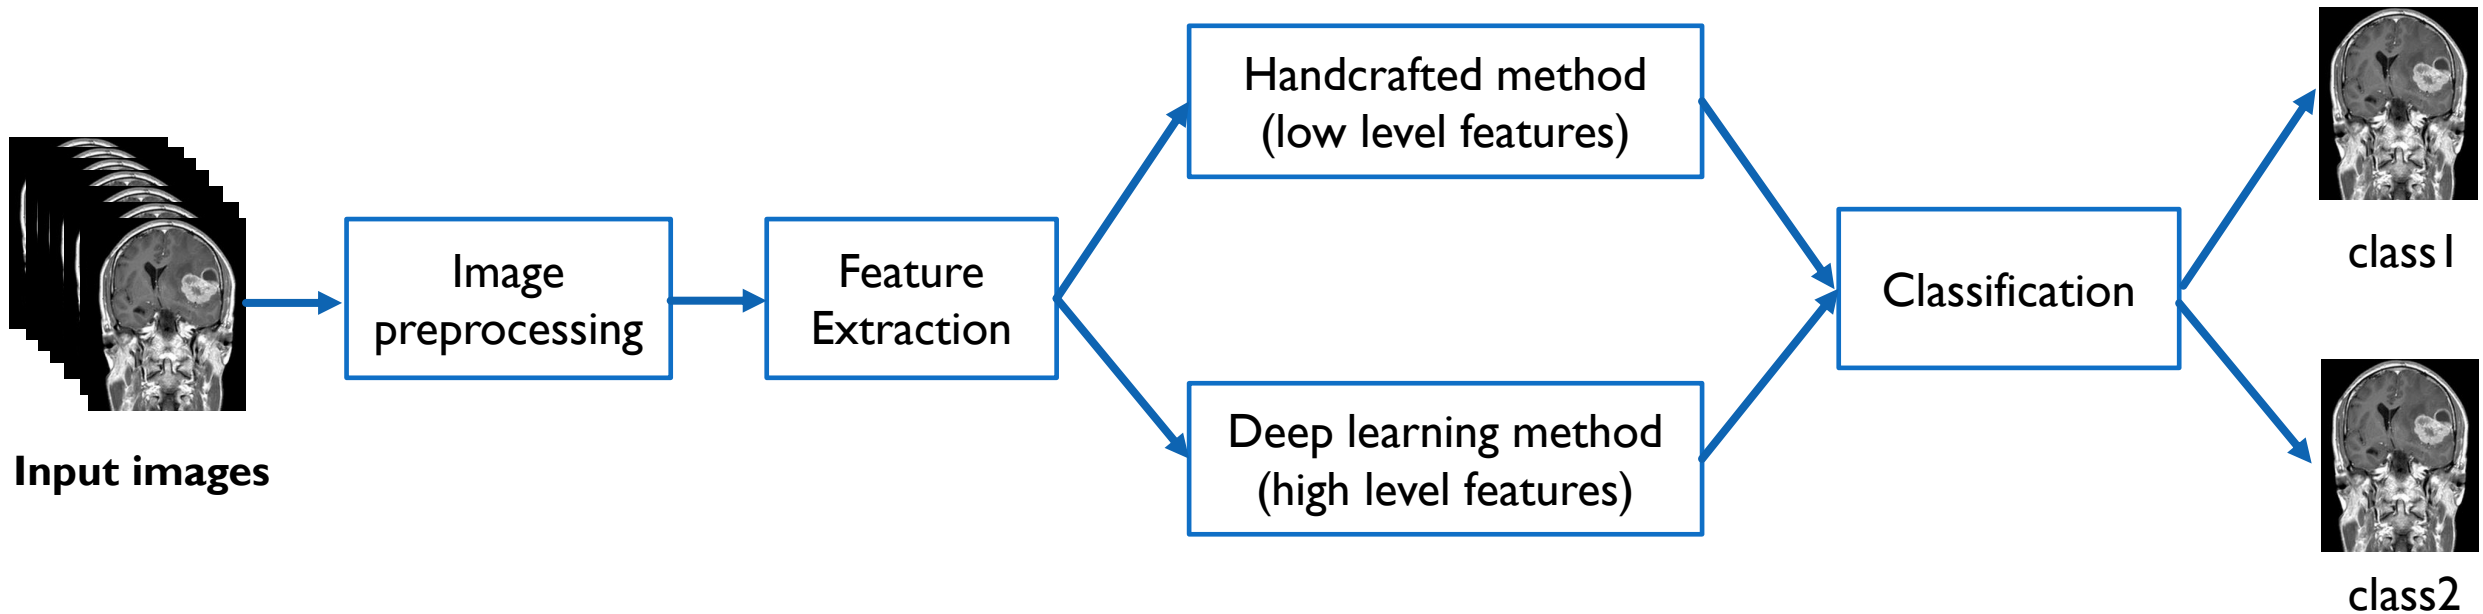 Input images
Image
preprocessing
Feature
Extraction
Handcrafted method
(low level features)
Deep learning method
(high level features)
Classification
class1
class2